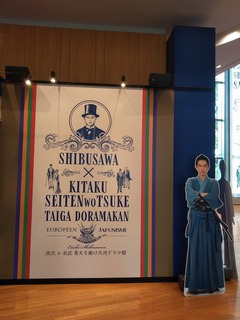 SHIBUSAWA
×
KITAKU
SEITEN WO TSUKE
TAIGA DORAMAKAN
EUROPÉEN JAPONISME
渋沢×北区 青天を衝け 大河ドラマ館